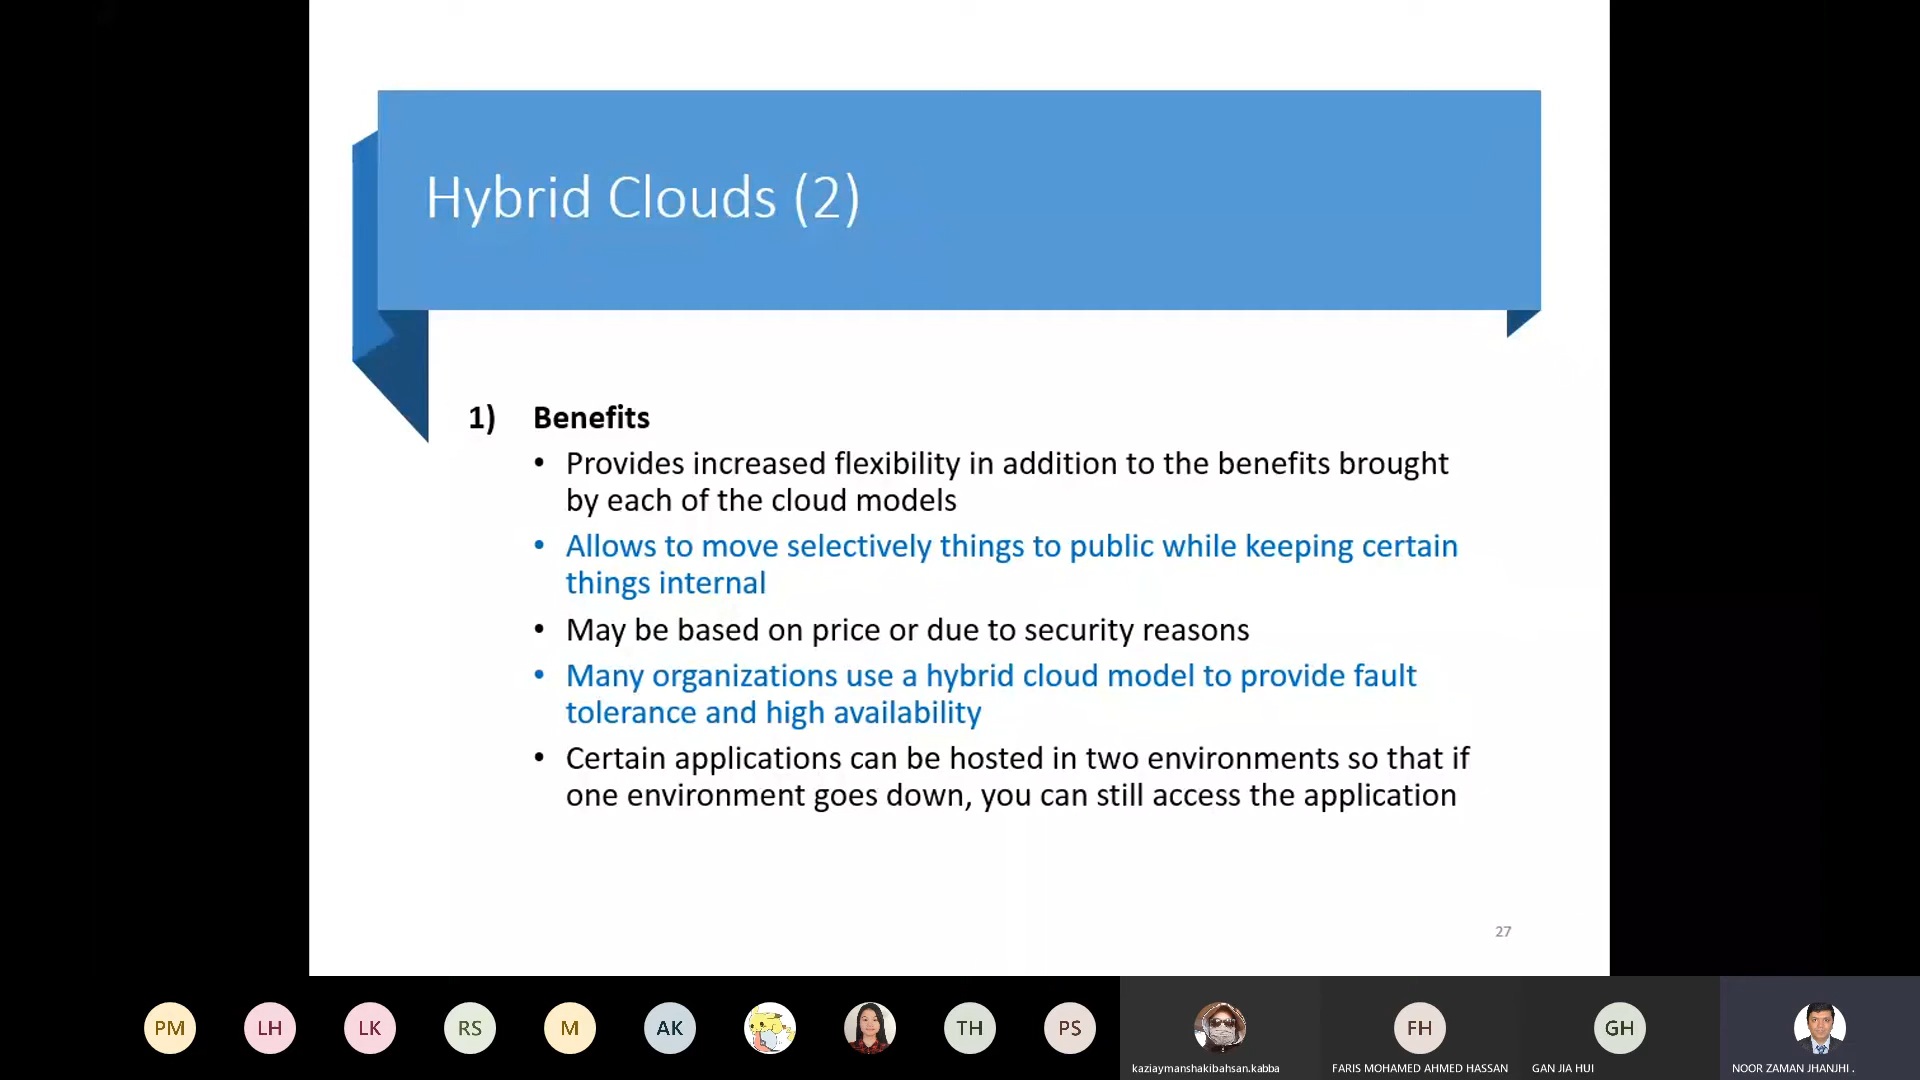 Hybrid Clouds (2)
1) Benefits
• Provides increased flexibility in addition to the benefits brought
by each of the cloud models
• Allows to move selectively things to public while keeping certain
things internal
• May be based on price or due to security reasons
• Many organizations use a hybrid cloud model to provide fault
tolerance and high availability
• Certain applications can be hosted in two environments so that if
one environment goes down, you can still access the application
27
PM LH LK RS M AK TH PS FH GH
kaziaymanshakibahsan.kabba FARIS MOHAMED AHMED HASSAN GAN JIA HUI NOOR ZAMAN JHANJHI .